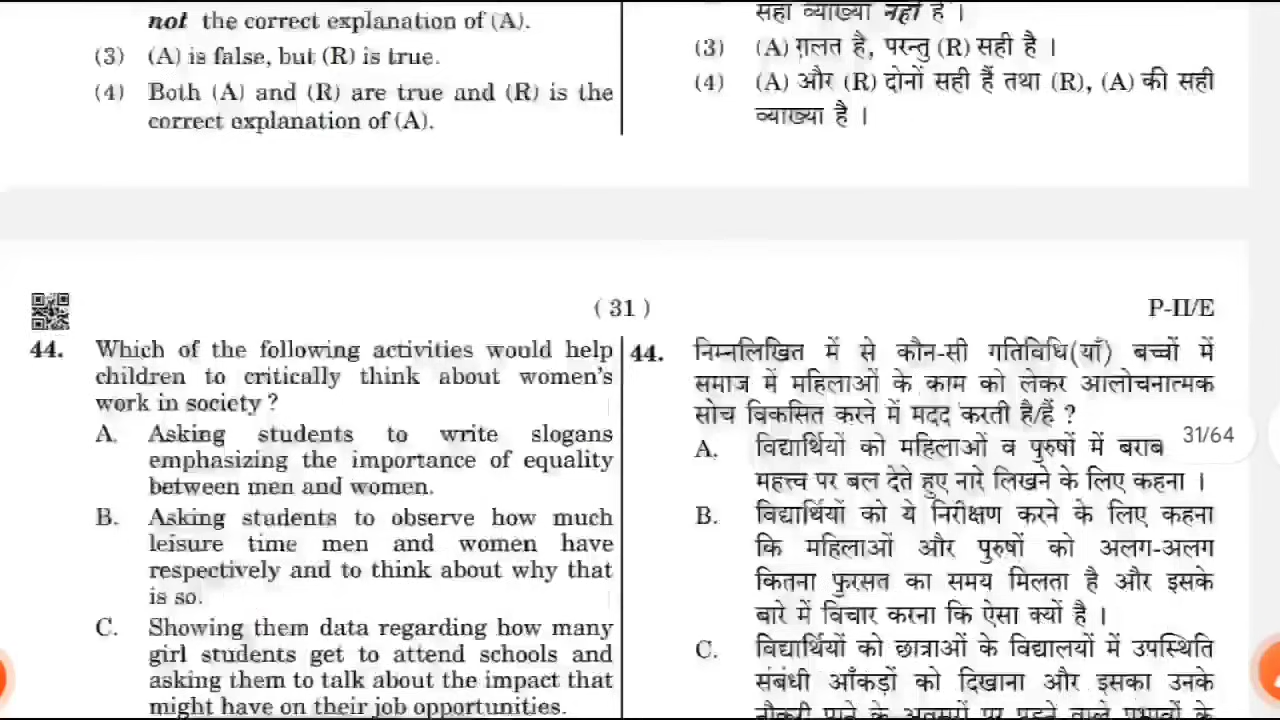 not the correct explanation of (A).
(3) (A) is false, but (R) is true.
(4) Both (A) and (R) are true and (R) is the
correct explanation of (A).
सही व्याख्या नहीं है ।
(3) (A) ग़लत है, परन्तु (R) सही है ।
(4) (A) और (R) दोनों सही हैं तथा (R), (A) की सही
व्याख्या है ।
( 31 )
P-II/E
44. Which of the following activities would help
children to critically think about women's
work in society ?
A. Asking students to write slogans
emphasizing the importance of equality
between men and women.
B. Asking students to observe how much
leisure time men and women have
respectively and to think about why that
is so.
C. Showing them data regarding how many
girl students get to attend schools and
asking them to talk about the impact that
might have on their job opportunities.
44. निम्नलिखित में से कौन-सी गतिविधि(याँ) बच्चों में
समाज में महिलाओं के काम को लेकर आलोचनात्मक
सोच विकसित करने में मदद करती है/हैं ?
A. विद्यार्थियों को महिलाओं व पुरुषों में बराब
महत्त्व पर बल देते हुए नारे लिखने के लिए कहना ।
B. विद्यार्थियों को ये निरीक्षण करने के लिए कहना
कि महिलाओं और पुरुषों को अलग-अलग
कितना फुरसत का समय मिलता है और इसके
बारे में विचार करना कि ऐसा क्यों है ।
C. विद्यार्थियों को छात्राओं के विद्यालयों में उपस्थिति
संबंधी आँकड़ों को दिखाना और इसका उनके
नौकरी पाने के अवसरों पर पड़ने वाले प्रभावों के
31/64